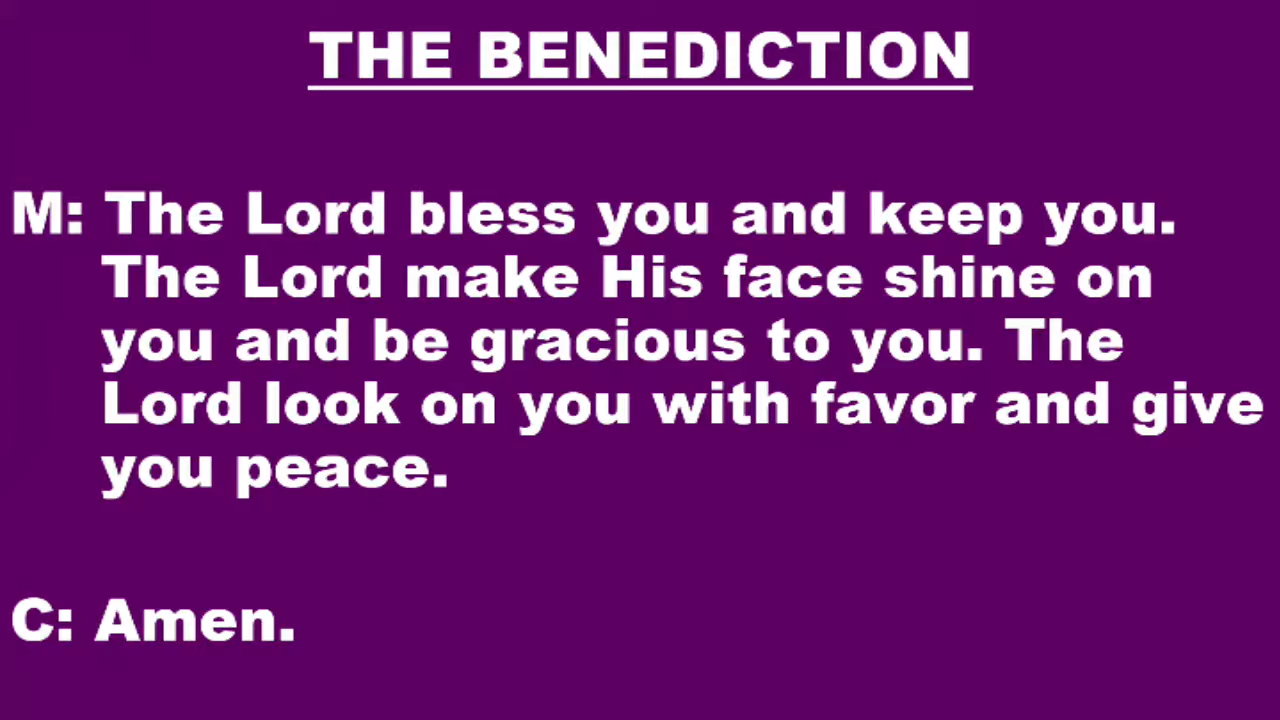 THE BENEDICTION
M: The Lord bless you and keep you.
The Lord make His face shine on
you and be gracious to you. The
Lord look on you with favor and give
you peace.
C: Amen.